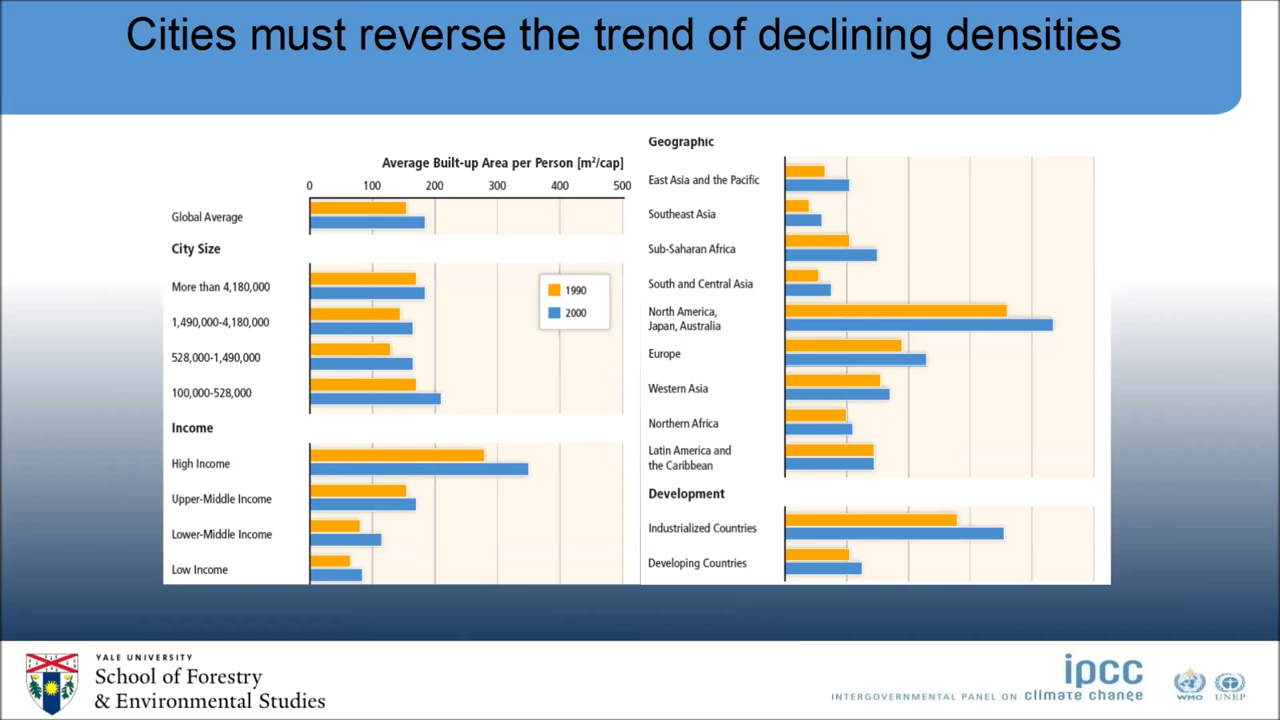 Cities must reverse the trend of declining densities
Average Built-up Area per Person [m²/cap]
0 100 200 300 400 500
Global Average
City Size
More than 4,180,000
1,490,000-4,180,000
528,000-1,490,000
100,000-528,000
1990
2000
Income
High Income
Upper-Middle Income
Lower-Middle Income
Low Income
Geographic
East Asia and the Pacific
Southeast Asia
Sub-Saharan Africa
South and Central Asia
North America,
Japan, Australia
Europe
Western Asia
Northern Africa
Latin America and
the Caribbean
Development
Industrialized Countries
Developing Countries
YALE UNIVERSITY
School of Forestry
& Environmental Studies
ipcc
INTERGOVERNMENTAL PANEL ON climate change
WMO
UNEP